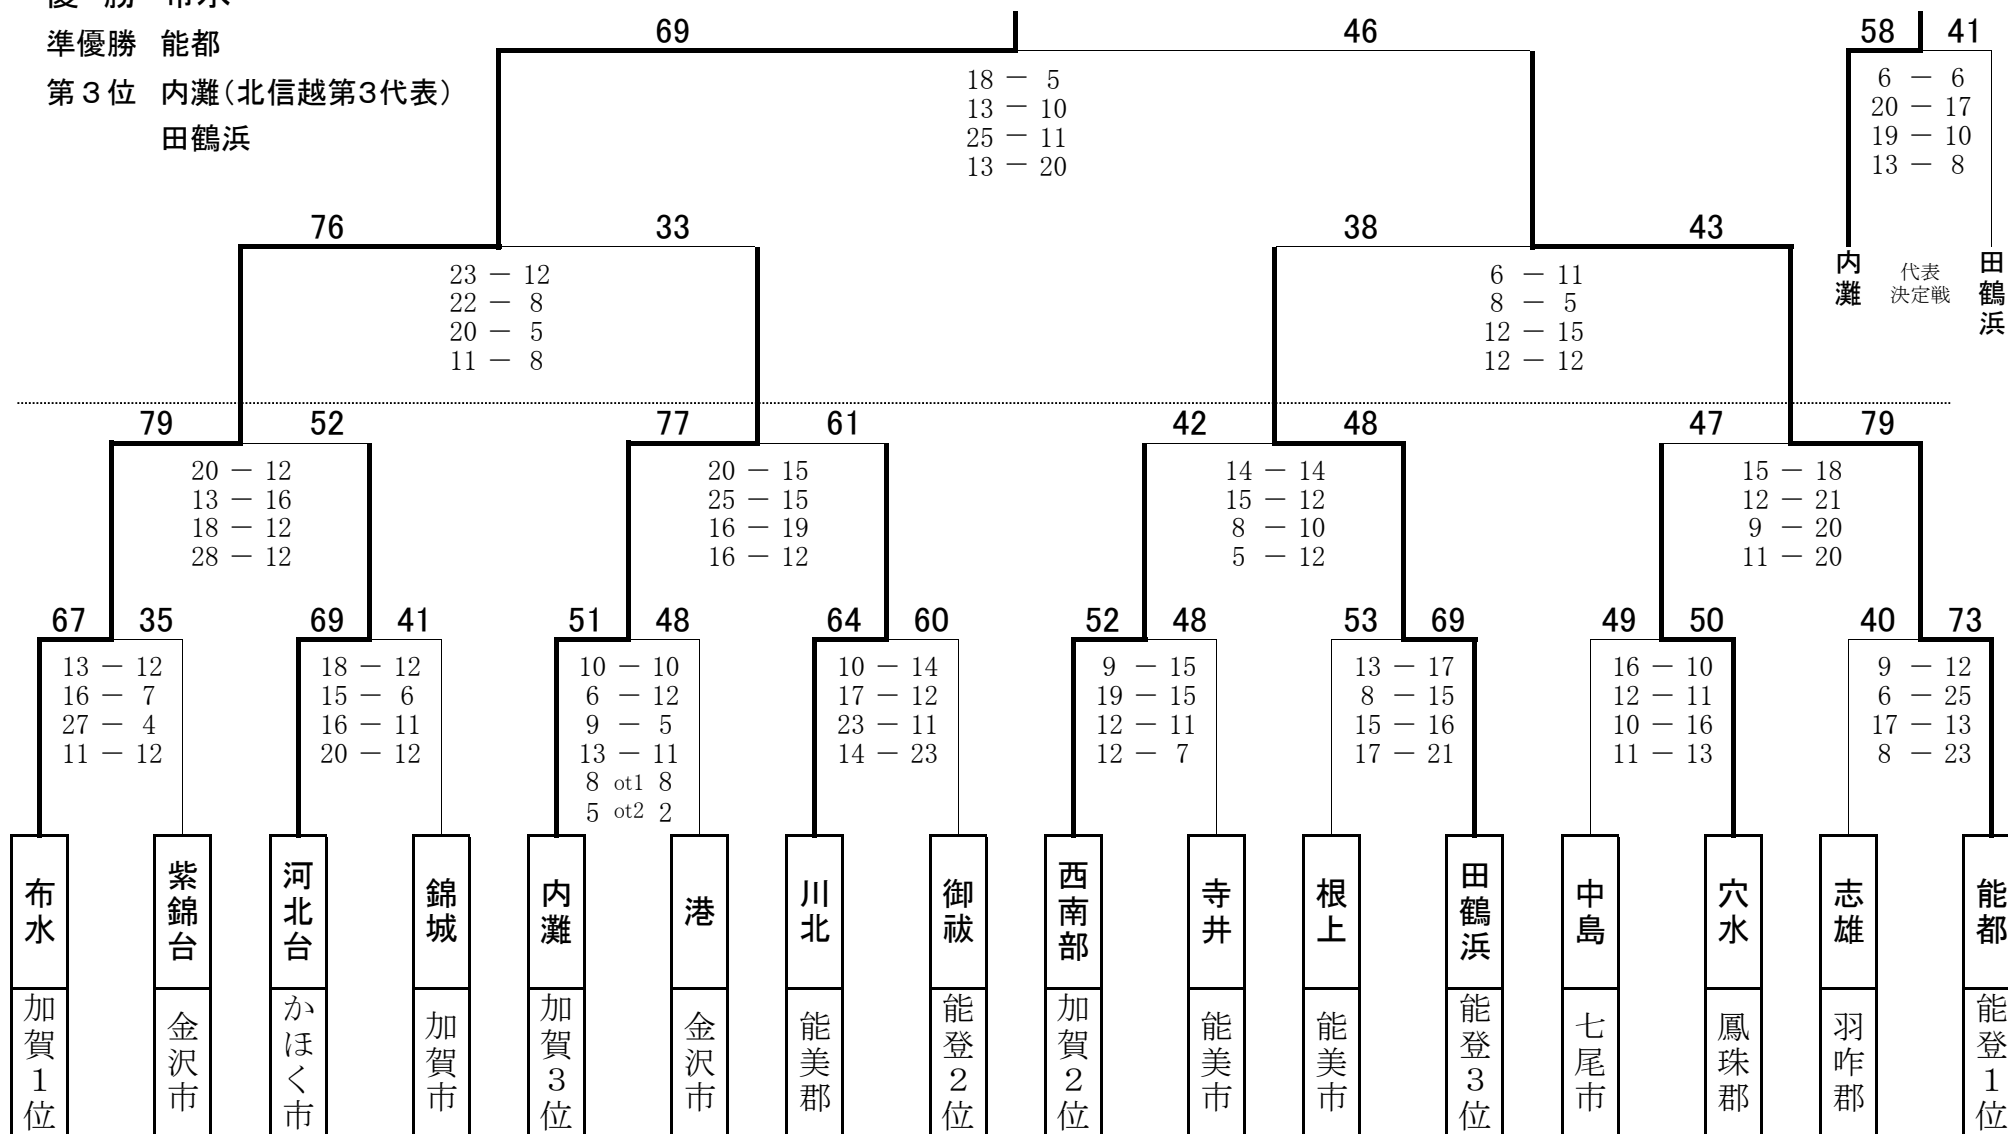 優 勝 布水
準優勝 能都
第３位 内灘（北信越第3代表）
田鶴浜
69 46
18 － 5
13 － 10
25 － 11
13 － 20
58 41
6 － 6
20 － 17
19 － 10
13 － 8
内灘
代表
決定戦
田鶴浜
76 33
23 － 12
22 － 8
20 － 5
11 － 8
38 43
6 － 11
8 － 5
12 － 15
12 － 12
79 52
20 － 12
13 － 16
18 － 12
28 － 12
77 61
20 － 15
25 － 15
16 － 19
16 － 12
42 48
14 － 14
15 － 12
8 － 10
5 － 12
47 79
15 － 18
12 － 21
9 － 20
11 － 20
67 35
13 － 12
16 － 7
27 － 4
11 － 12
69 41
18 － 12
15 － 6
16 － 11
20 － 12
51 48
10 － 10
6 － 12
9 － 5
13 － 11
8 ot1 8
5 ot2 2
64 60
10 － 14
17 － 12
23 － 11
14 － 23
52 48
9 － 15
19 － 15
12 － 11
12 － 7
53 69
13 － 17
8 － 15
15 － 16
17 － 21
49 50
16 － 10
12 － 11
10 － 16
11 － 13
40 73
9 － 12
6 － 25
17 － 13
8 － 23
布水
加賀１位
紫錦台
金沢市
河北台
かほく市
錦城
加賀市
内灘
加賀３位
港
金沢市
川北
能美郡
御祓
能登２位
西南部
加賀２位
寺井
能美市
根上
能美市
田鶴浜
能登３位
中島
七尾市
穴水
鳳珠郡
志雄
羽咋郡
能都
能登１位